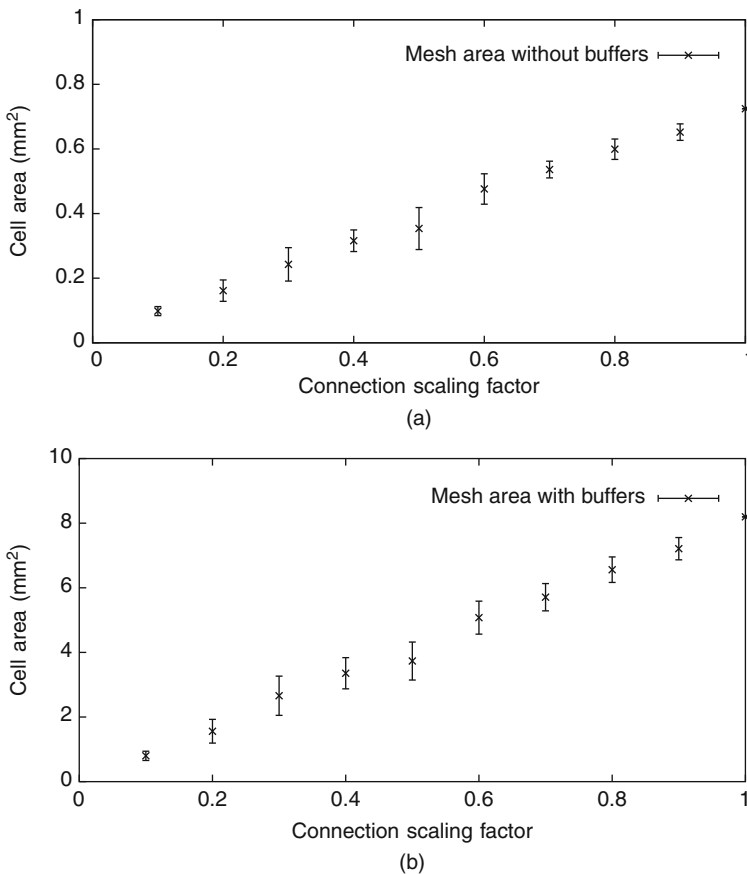 1
0.8
0.6
0.4
0.2
0
Cell area (mm²)
Mesh area without buffers
0 0.2 0.4 0.6 0.8 1
Connection scaling factor
(a)
10
8
6
4
2
0
Cell area (mm²)
Mesh area with buffers
0 0.2 0.4 0.6 0.8 1
Connection scaling factor
(b)